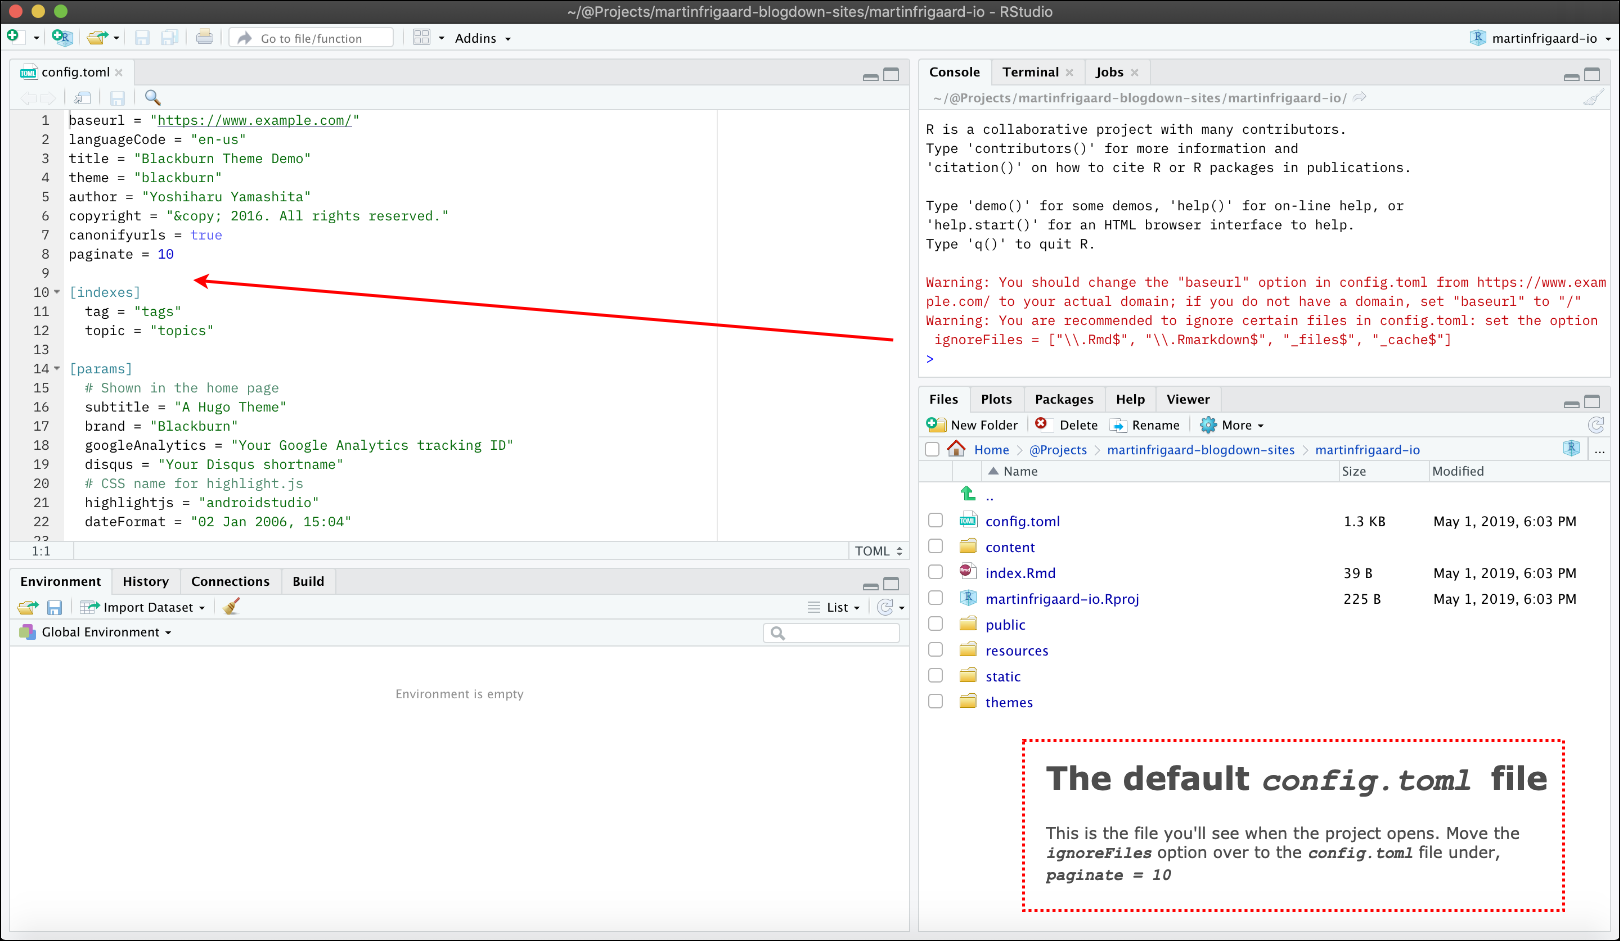 ~/@Projects/martinfrigaard-blogdown-sites/martinfrigaard-io - RStudio
Go to file/function
Addins
martinfrigaard-io
config.toml
1 baseurl = "https://www.example.com/"
2 languageCode = "en-us"
3 title = "Blackburn Theme Demo"
4 theme = "blackburn"
5 author = "Yoshiharu Yamashita"
6 copyright = "&copy; 2016. All rights reserved."
7 canonifyurls = true
8 paginate = 10
9
10 [indexes]
11 tag = "tags"
12 topic = "topics"
13
14 [params]
15 # Shown in the home page
16 subtitle = "A Hugo Theme"
17 brand = "Blackburn"
18 googleAnalytics = "Your Google Analytics tracking ID"
19 disqus = "Your Disqus shortname"
20 # CSS name for highlight.js
21 highlightjs = "androidstudio"
22 dateFormat = "02 Jan 2006, 15:04"
23
1:1 TOML
Environment History Connections Build
Import Dataset List
Global Environment
Environment is empty
Console Terminal Jobs
~/@Projects/martinfrigaard-blogdown-sites/martinfrigaard-io/
R is a collaborative project with many contributors.
Type 'contributors()' for more information and
'citation()' on how to cite R or R packages in publications.
Type 'demo()' for some demos, 'help()' for on-line help, or
'help.start()' for an HTML browser interface to help.
Type 'q()' to quit R.
Warning: You should change the "baseurl" option in config.toml from https://www.exam
ple.com/ to your actual domain; if you do not have a domain, set "baseurl" to "/"
Warning: You are recommended to ignore certain files in config.toml: set the option
ignoreFiles = ["\\.Rmd$", "\\.Rmarkdown$", "_files$", "_cache$"]
>
Files Plots Packages Help Viewer
New Folder Delete Rename More
Home @Projects martinfrigaard-blogdown-sites martinfrigaard-io ...
Name Size Modified
..
config.toml 1.3 KB May 1, 2019, 6:03 PM
content
index.Rmd 39 B May 1, 2019, 6:03 PM
martinfrigaard-io.Rproj 225 B May 1, 2019, 6:03 PM
public
resources
static
themes
The default config.toml file
This is the file you'll see when the project opens. Move the
ignoreFiles option over to the config.toml file under,
paginate = 10